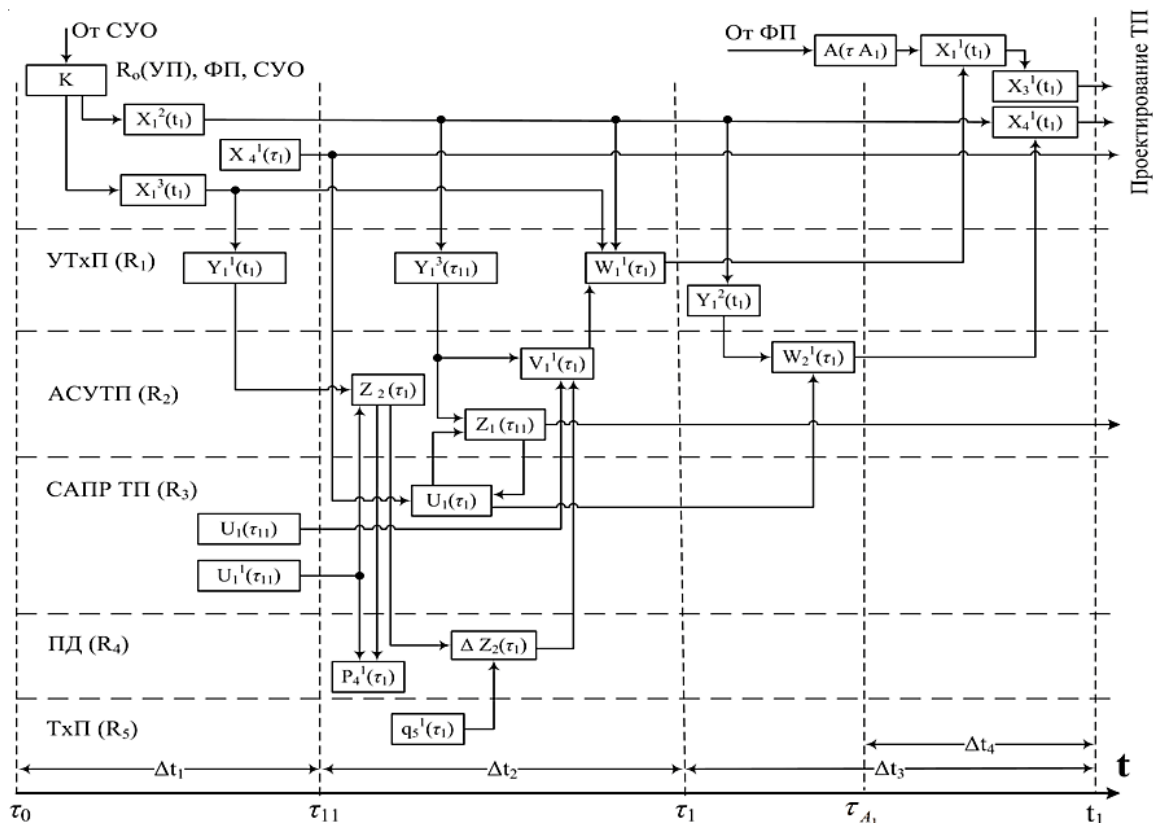 От СУО
От ФП
K
R₀(УП), ФП, СУО
A(τ A₁)
X₁¹(t₁)
X₃¹(t₁)
X₁²(t₁)
X₄¹(t₁)
X ₄¹(τ₁)
X₁³(t₁)
Проектирование ТП
УТхП (R₁)
Y₁¹(t₁)
Y₁³(τ₁₁)
W₁¹(τ₁)
Y₁²(t₁)
АСУТП (R₂)
V₁¹(τ₁)
W₂¹(τ₁)
Z ₂(τ₁)
Z₁(τ₁₁)
САПР ТП (R₃)
U₁(τ₁)
U₁(τ₁₁)
U₁¹(τ₁₁)
ПД (R₄)
Δ Z₂(τ₁)
P₄¹(τ₁)
ТхП (R₅)
q₅¹(τ₁)
Δt₄
Δt₁ Δt₂ Δt₃
t
τ₀ τ₁₁ τ₁ τ_A₁ t₁